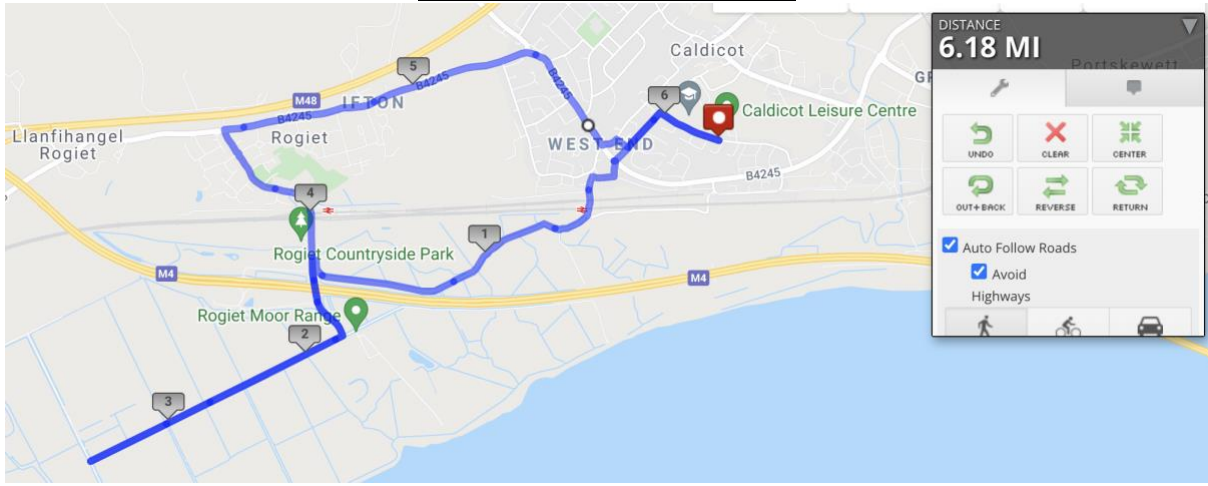 Caldicot
DISTANCE
6.18 MI
Portskewett
5
B4245
M48
IFTON
B4245
B4245
6
Caldicot Leisure Centre
Llanfihangel
Rogiet
Rogiet
WEST END
B4245
UNDO
CLEAR
CENTER
4
OUT+BACK
REVERSE
RETURN
1
Rogiet Countryside Park
Auto Follow Roads
M4
M4
Avoid
Highways
Rogiet Moor Range
2
3